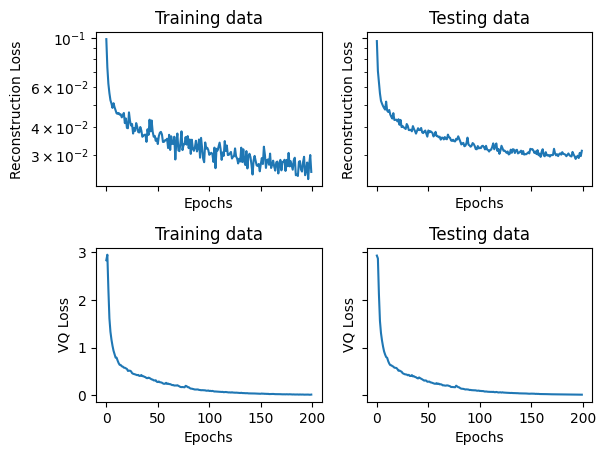 Training data
Testing data
Reconstruction Loss
10⁻¹
6 × 10⁻²
4 × 10⁻²
3 × 10⁻²
Reconstruction Loss
Epochs
Epochs
Training data
Testing data
VQ Loss
3
2
1
0
VQ Loss
0 50 100 150 200
0 50 100 150 200
Epochs
Epochs